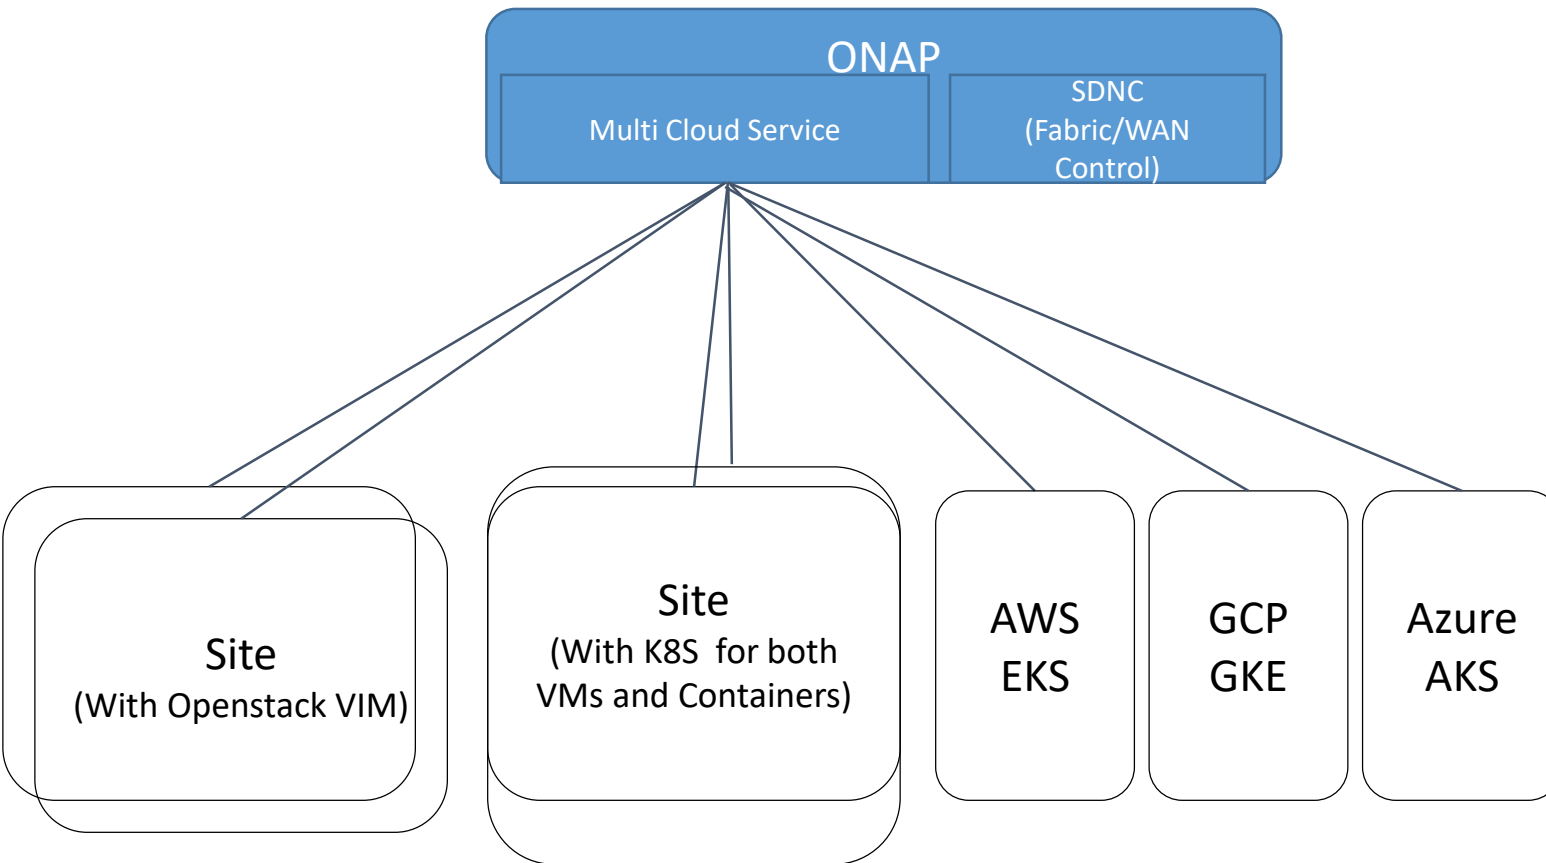 ONAP
Multi Cloud Service
SDNC
(Fabric/WAN
Control)
Site
(With Openstack VIM)
Site
(With K8S  for both
VMs and Containers)
AWS
EKS
GCP
GKE
Azure
AKS